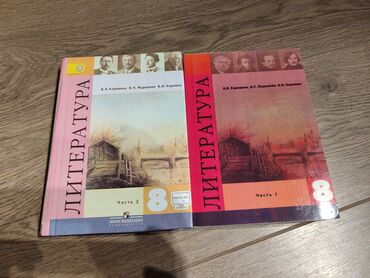 В.Я. Коровина, В.П. Журавлёв, В.И. Коровин
ЛИТЕРАТУРА
Часть 2
8
ПРОСВЕЩЕНИЕ
В.Я. Коровина, В.П. Журавлёв, В.И. Коровин
ЛИТЕРАТУРА
Часть 1
8